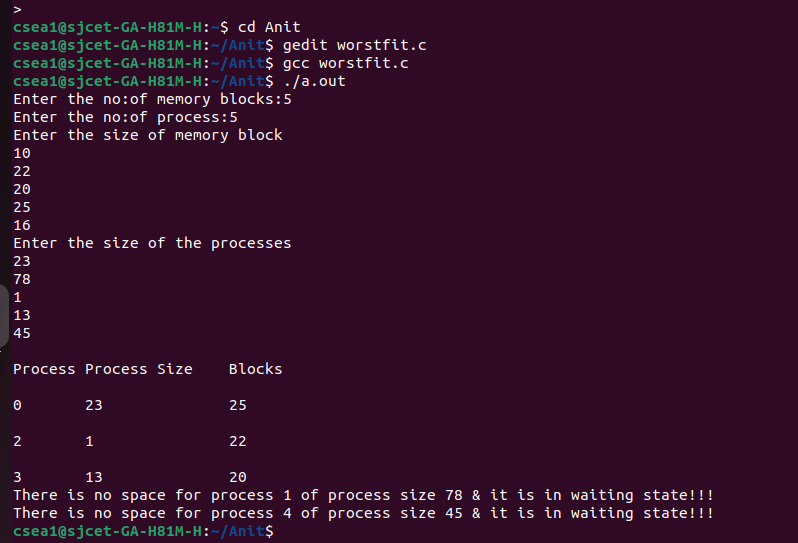 >
csea1@sjcet-GA-H81M-H:~$ cd Anit
csea1@sjcet-GA-H81M-H:~/Anit$ gedit worstfit.c
csea1@sjcet-GA-H81M-H:~/Anit$ gcc worstfit.c
csea1@sjcet-GA-H81M-H:~/Anit$ ./a.out
Enter the no:of memory blocks:5
Enter the no:of process:5
Enter the size of memory block
10
22
20
25
16
Enter the size of the processes
23
78
1
13
45
Process Process Size    Blocks
0       23              25
2       1               22
3       13              20
There is no space for process 1 of process size 78 & it is in waiting state!!!
There is no space for process 4 of process size 45 & it is in waiting state!!!
csea1@sjcet-GA-H81M-H:~/Anit$